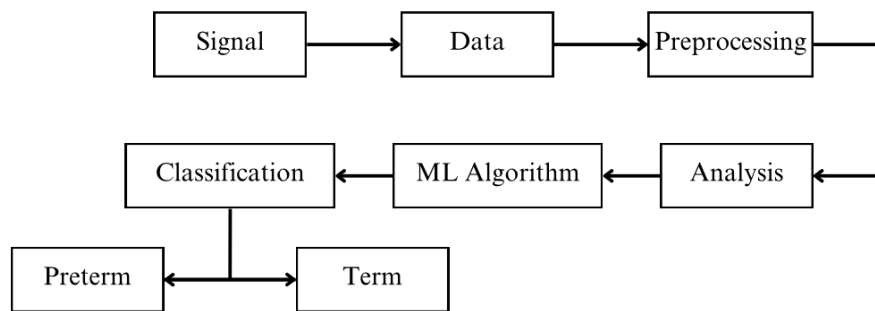 Signal
Data
Preprocessing
Analysis
ML Algorithm
Classification
Preterm
Term